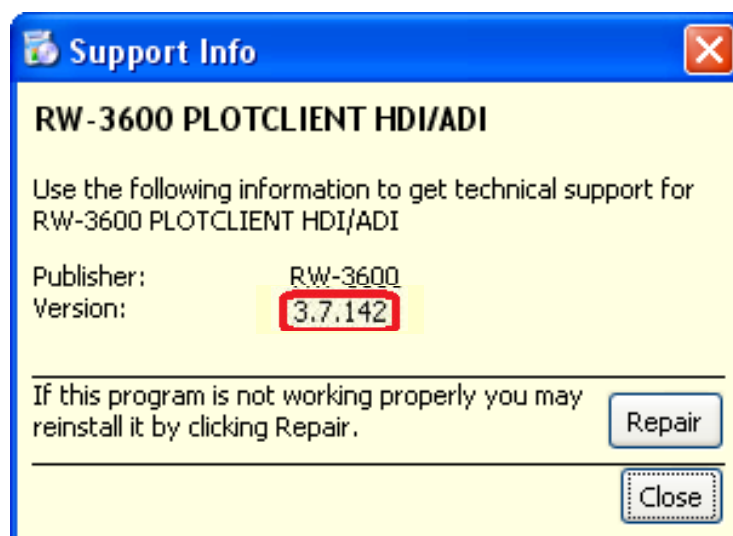 Support Info
RW-3600 PLOTCLIENT HDI/ADI
Use the following information to get technical support for
RW-3600 PLOTCLIENT HDI/ADI
Publisher: RW-3600
Version: 3.7.142
If this program is not working properly you may
reinstall it by clicking Repair.
Repair
Close